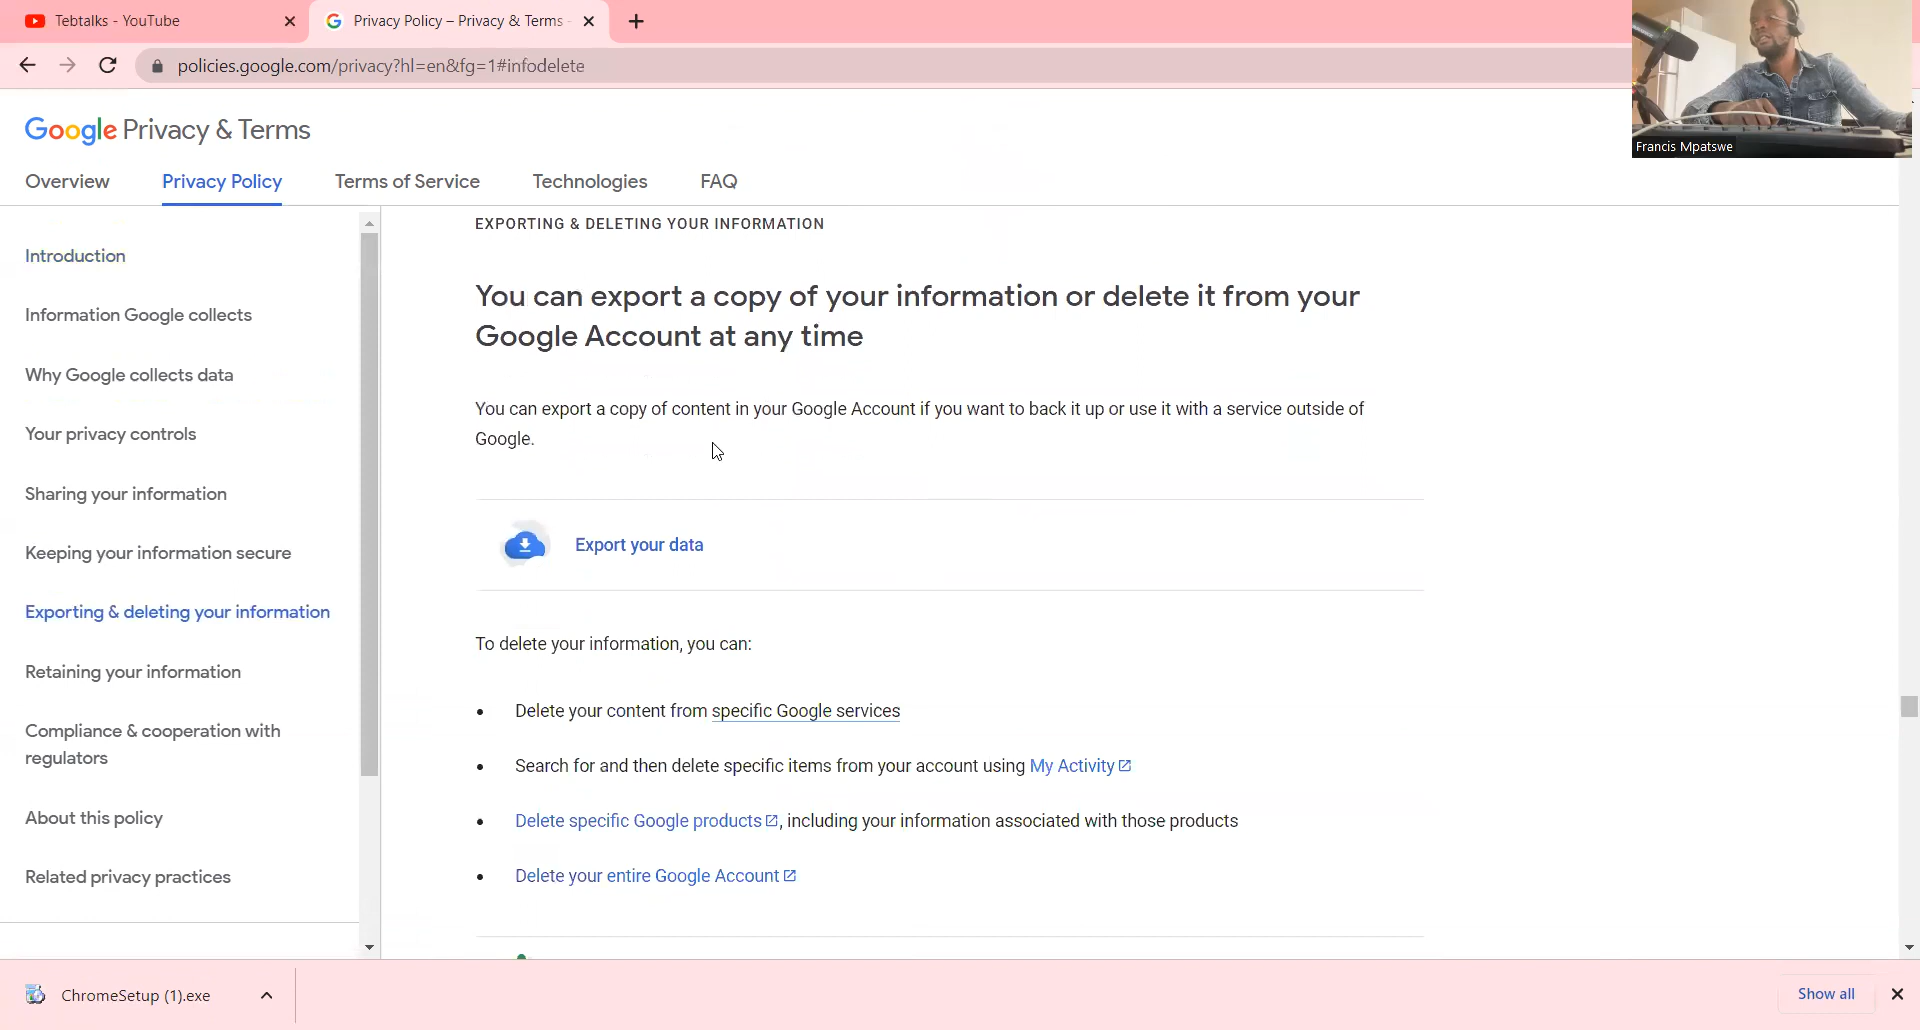 Tebtalks - YouTube
Privacy Policy – Privacy & Terms -
policies.google.com/privacy?hl=en&fg=1#infodelete
Francis Mpatswe
Google Privacy & Terms
Overview
Privacy Policy
Terms of Service
Technologies
FAQ
Introduction
Information Google collects
Why Google collects data
Your privacy controls
Sharing your information
Keeping your information secure
Exporting & deleting your information
Retaining your information
Compliance & cooperation with
regulators
About this policy
Related privacy practices
EXPORTING & DELETING YOUR INFORMATION
You can export a copy of your information or delete it from your
Google Account at any time
You can export a copy of content in your Google Account if you want to back it up or use it with a service outside of
Google.
Export your data
To delete your information, you can:
• Delete your content from specific Google services
• Search for and then delete specific items from your account using My Activity
• Delete specific Google products, including your information associated with those products
• Delete your entire Google Account
ChromeSetup (1).exe
Show all